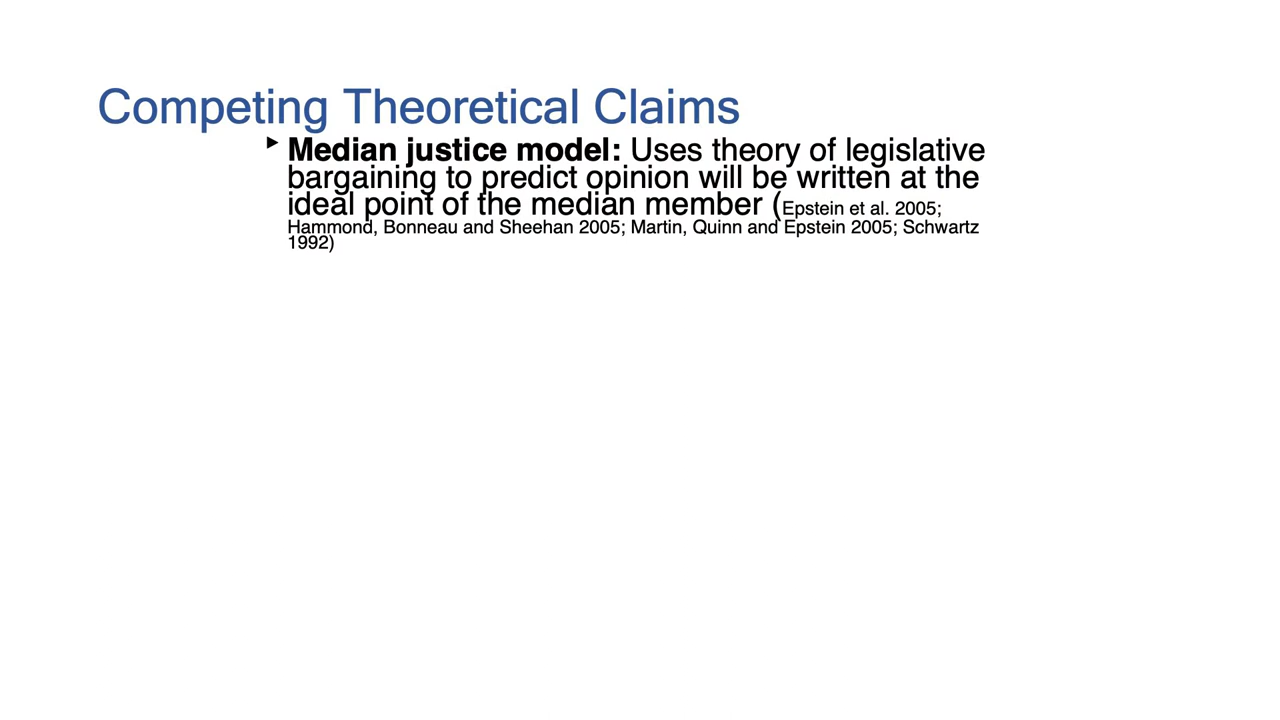 Competing Theoretical Claims
‣ Median justice model: Uses theory of legislative
bargaining to predict opinion will be written at the
ideal point of the median member (Epstein et al. 2005;
Hammond, Bonneau and Sheehan 2005; Martin, Quinn and Epstein 2005; Schwartz
1992)